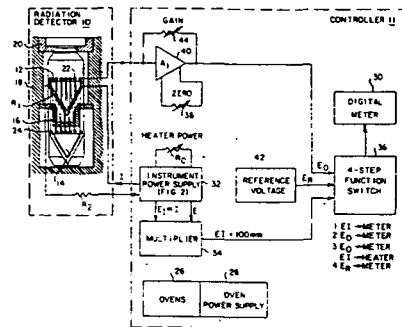 RADIATION
DETECTOR 10
CONTROLLER 11
GAIN
44
A1
40
ZERO
38
20
22
12
18
R1
16
24
14
R2
HEATER POWER
RC
INSTRUMENT
POWER SUPPLY
(FIG 2)
32
E1=I
E
MULTIPLIER
34
EI = 100mm
42
REFERENCE
VOLTAGE
ER
EO
30
DIGITAL
METER
36
4-STEP
FUNCTION
SWITCH
1 EI → METER
2 EO → METER
3 EO → METER
EI → HEATER
4 ER → METER
26
28
OVENS
OVEN
POWER SUPPLY